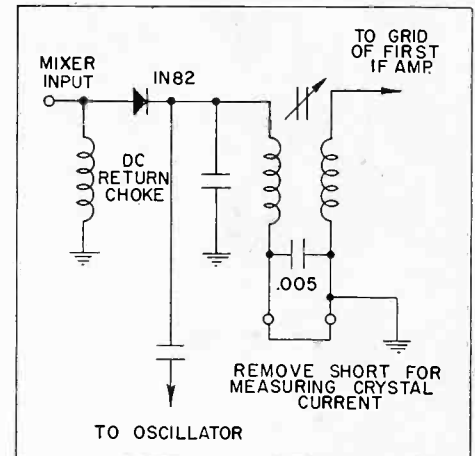 TO GRID
OF FIRST
IF AMP.
MIXER
INPUT
IN82
DC
RETURN
CHOKE
.005
REMOVE SHORT FOR
MEASURING CRYSTAL
CURRENT
TO OSCILLATOR